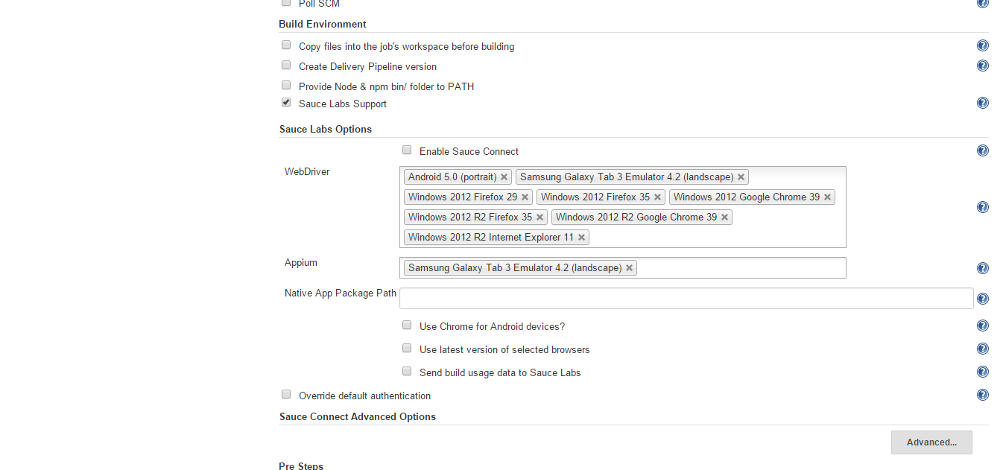 Poll SCM
Build Environment
Copy files into the job's workspace before building
Create Delivery Pipeline version
Provide Node & npm bin/ folder to PATH
Sauce Labs Support
Sauce Labs Options
Enable Sauce Connect
WebDriver
Android 5.0 (portrait) Samsung Galaxy Tab 3 Emulator 4.2 (landscape)
Windows 2012 Firefox 29 Windows 2012 Firefox 35 Windows 2012 Google Chrome 39
Windows 2012 R2 Firefox 35 Windows 2012 R2 Google Chrome 39
Windows 2012 R2 Internet Explorer 11
Appium
Samsung Galaxy Tab 3 Emulator 4.2 (landscape)
Native App Package Path
Use Chrome for Android devices?
Use latest version of selected browsers
Send build usage data to Sauce Labs
Override default authentication
Sauce Connect Advanced Options
Advanced...
Pre Steps